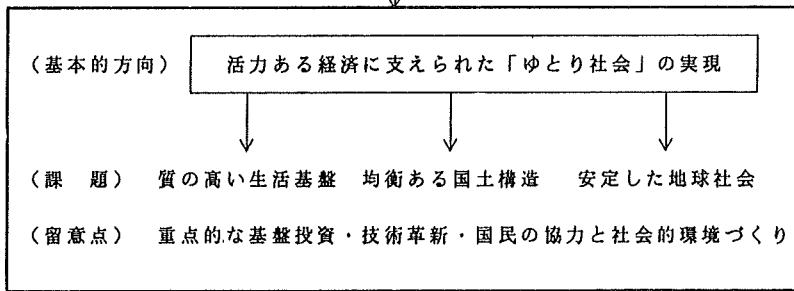 (基本的方向) 活力ある経済に支えられた「ゆとり社会」の実現
(課 題) 質の高い生活基盤 均衡ある国土構造 安定した地球社会
(留意点) 重点的な基盤投資・技術革新・国民の協力と社会的環境づくり